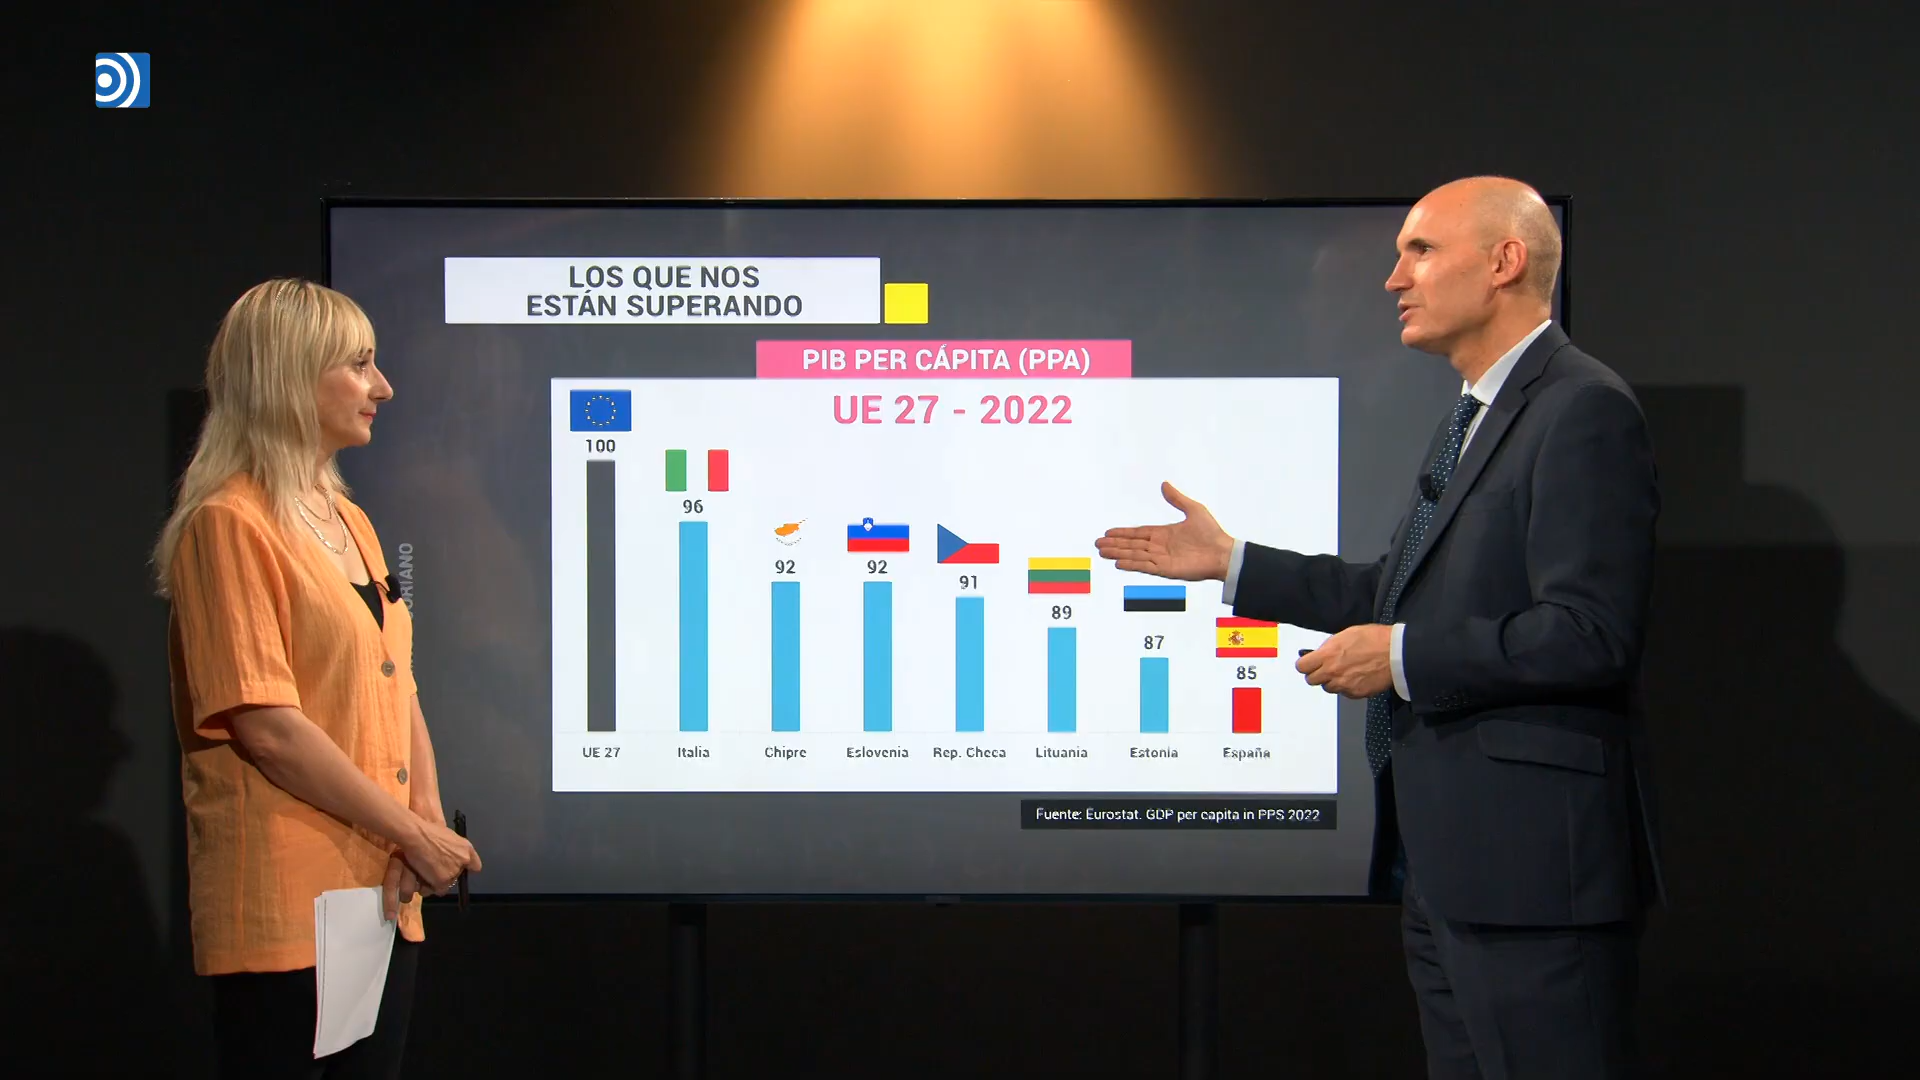 LOS QUE NOS
ESTÁN SUPERANDO
PIB PER CÁPITA (PPA)
UE 27 - 2022
100
96
92
92
91
89
87
85
UE 27
Italia
Chipre
Eslovenia
Rep. Checa
Lituania
Estonia
España
Fuente: Eurostat. GDP per capita in PPS 2022